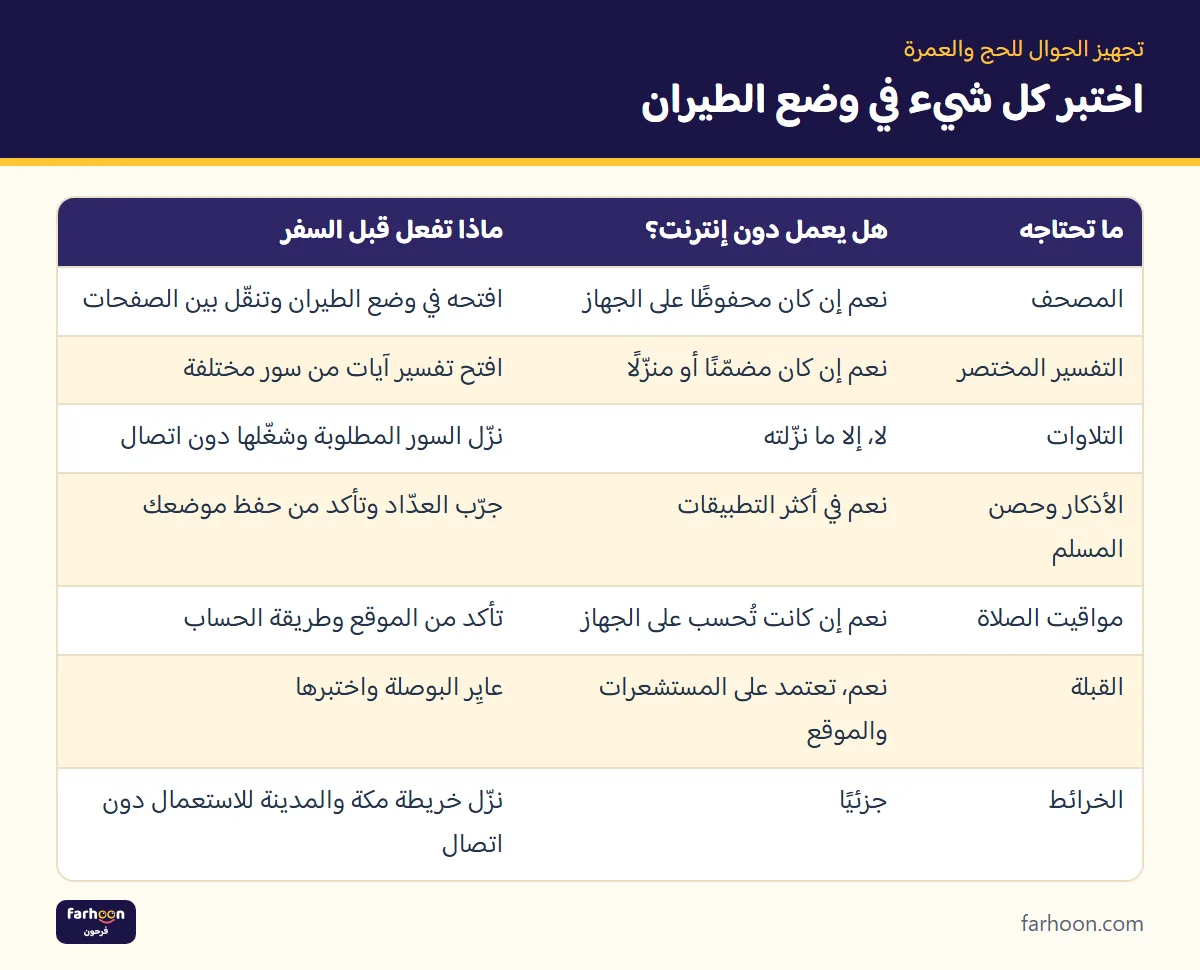 تجهيز الجوال للحج والعمرة
اختبر كل شيء في وضع الطيران
ما تحتاجه هل يعمل دون إنترنت؟ ماذا تفعل قبل السفر
المصحف نعم إن كان محفوظًا على الجهاز افتحه في وضع الطيران وتنقّل بين الصفحات
التفسير المختصر نعم إن كان مضمّنًا أو منزّلًا افتح تفسير آيات من سور مختلفة
التلاوات لا، إلا ما نزّلته نزّل السور المطلوبة وشغّلها دون اتصال
الأذكار وحصن المسلم نعم في أكثر التطبيقات جرّب العدّاد وتأكد من حفظ موضعك
مواقيت الصلاة نعم إن كانت تُحسب على الجهاز تأكد من الموقع وطريقة الحساب
القبلة نعم، تعتمد على المستشعرات والموقع عايِر البوصلة واختبرها
الخرائط جزئيًا نزّل خريطة مكة والمدينة للاستعمال دون اتصال
farhoon.com
farhoon
فرحون